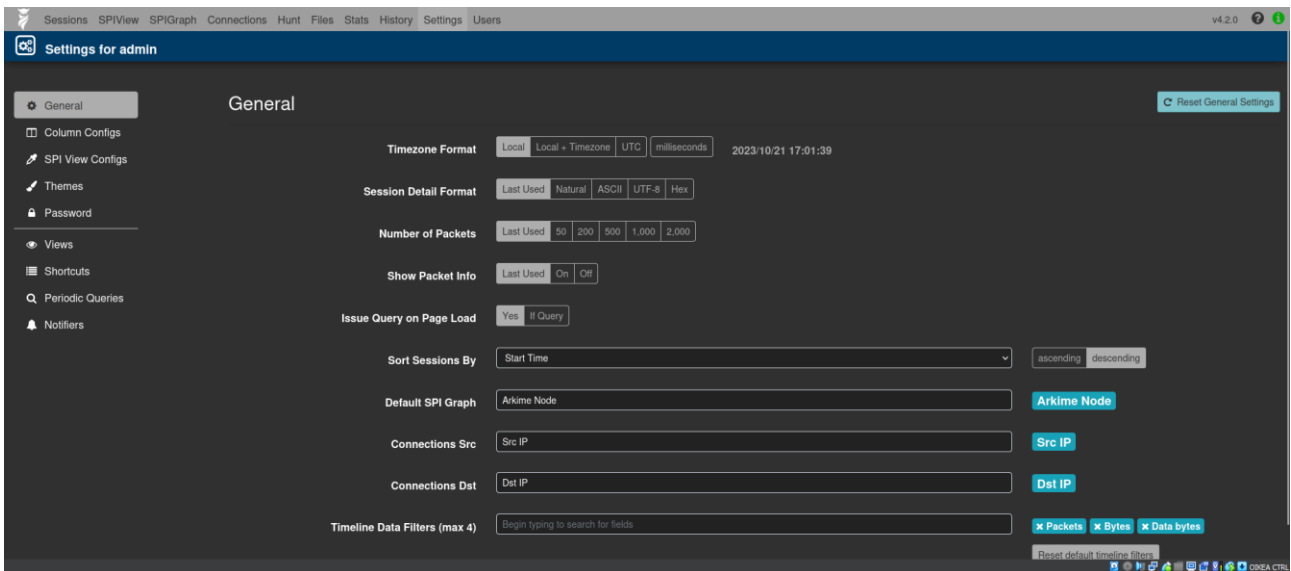 Sessions SPIView SPIGraph Connections Hunt Files Stats History Settings Users v4.2.0
Settings for admin
General
Column Configs
SPI View Configs
Themes
Password
Views
Shortcuts
Periodic Queries
Notifiers
General Reset General Settings
Timezone Format Local Local + Timezone UTC milliseconds 2023/10/21 17:01:39
Session Detail Format Last Used Natural ASCII UTF-8 Hex
Number of Packets Last Used 50 200 500 1,000 2,000
Show Packet Info Last Used On Off
Issue Query on Page Load Yes If Query
Sort Sessions By Start Time ascending descending
Default SPI Graph Arkime Node Arkime Node
Connections Src Src IP Src IP
Connections Dst Dst IP Dst IP
Timeline Data Filters (max 4) Begin typing to search for fields Packets Bytes Data bytes
Reset default timeline filters
CTRL